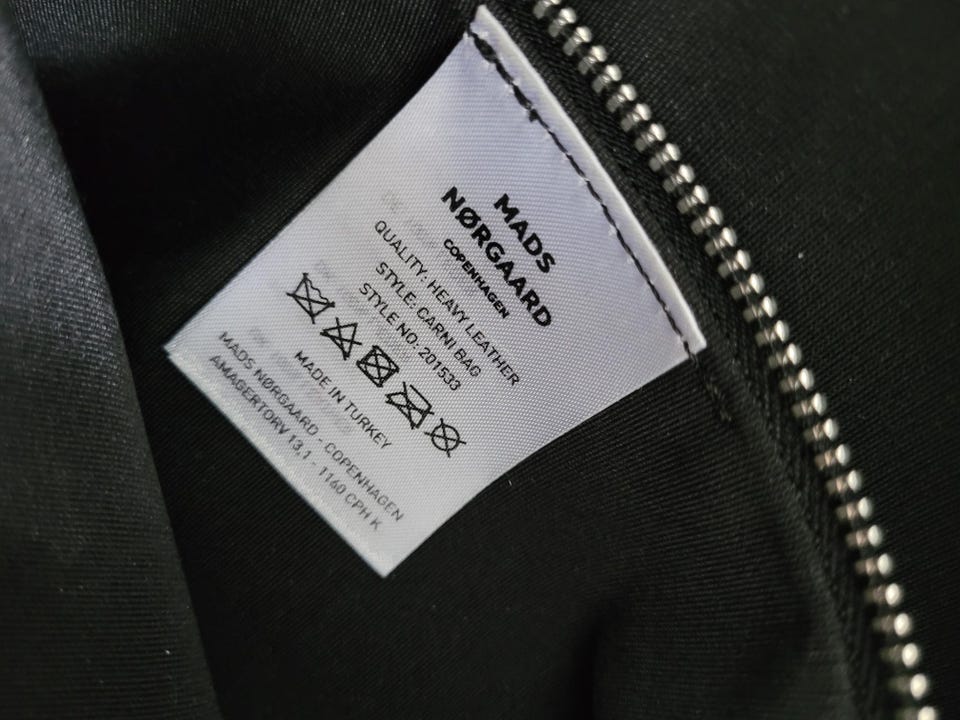 MADS
NØRGAARD
COPENHAGEN
QUALITY: HEAVY LEATHER
STYLE: CARNI BAG
STYLE NO: 201533
MADE IN TURKEY
MADS NØRGAARD - COPENHAGEN
AMAGERTORV 13,1 - 1160 CPH K